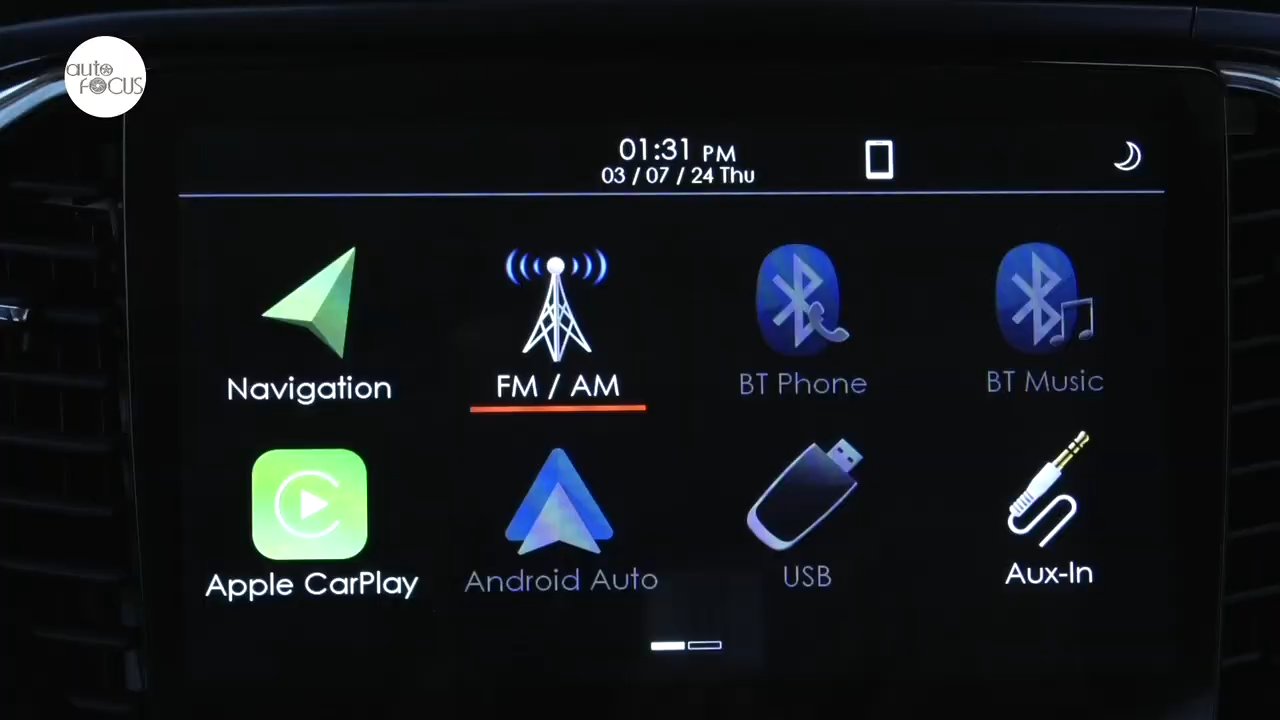 auto
FOCUS
01:31 PM
03 / 07 / 24 Thu
Navigation
FM / AM
BT Phone
BT Music
Apple CarPlay
Android Auto
USB
Aux-In